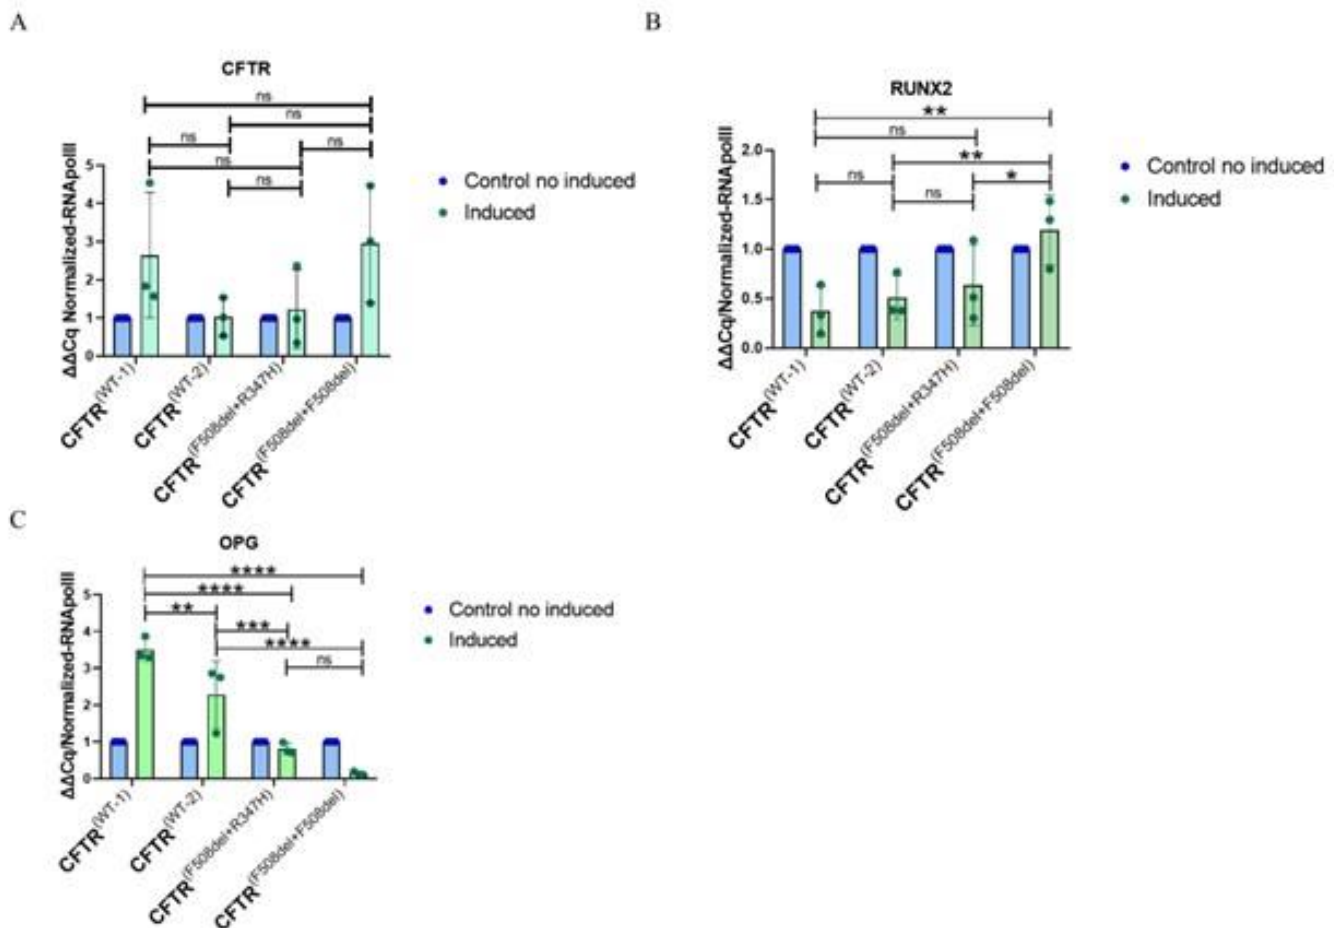 A
CFTR
ns
ns
ns
ns
ns
ns
ΔΔCq Normalized-RNApolII
5
4
3
2
1
0
CFTR(WT-1)
CFTR(WT-2)
CFTR(F508del+R347H)
CFTR(F508del+F508del)
Control no induced
Induced
B
RUNX2
**
ns
**
ns
*
ns
ΔΔCq/Normalized-RNApolII
2.0
1.5
1.0
0.5
0.0
CFTR(WT-1)
CFTR(WT-2)
CFTR(F508del+R347H)
CFTR(F508del+F508del)
Control no induced
Induced
C
OPG
****
****
**
***
****
ns
ΔΔCq/Normalized-RNApolII
5
4
3
2
1
0
CFTR(WT-1)
CFTR(WT-2)
CFTR(F508del+R347H)
CFTR(F508del+F508del)
Control no induced
Induced